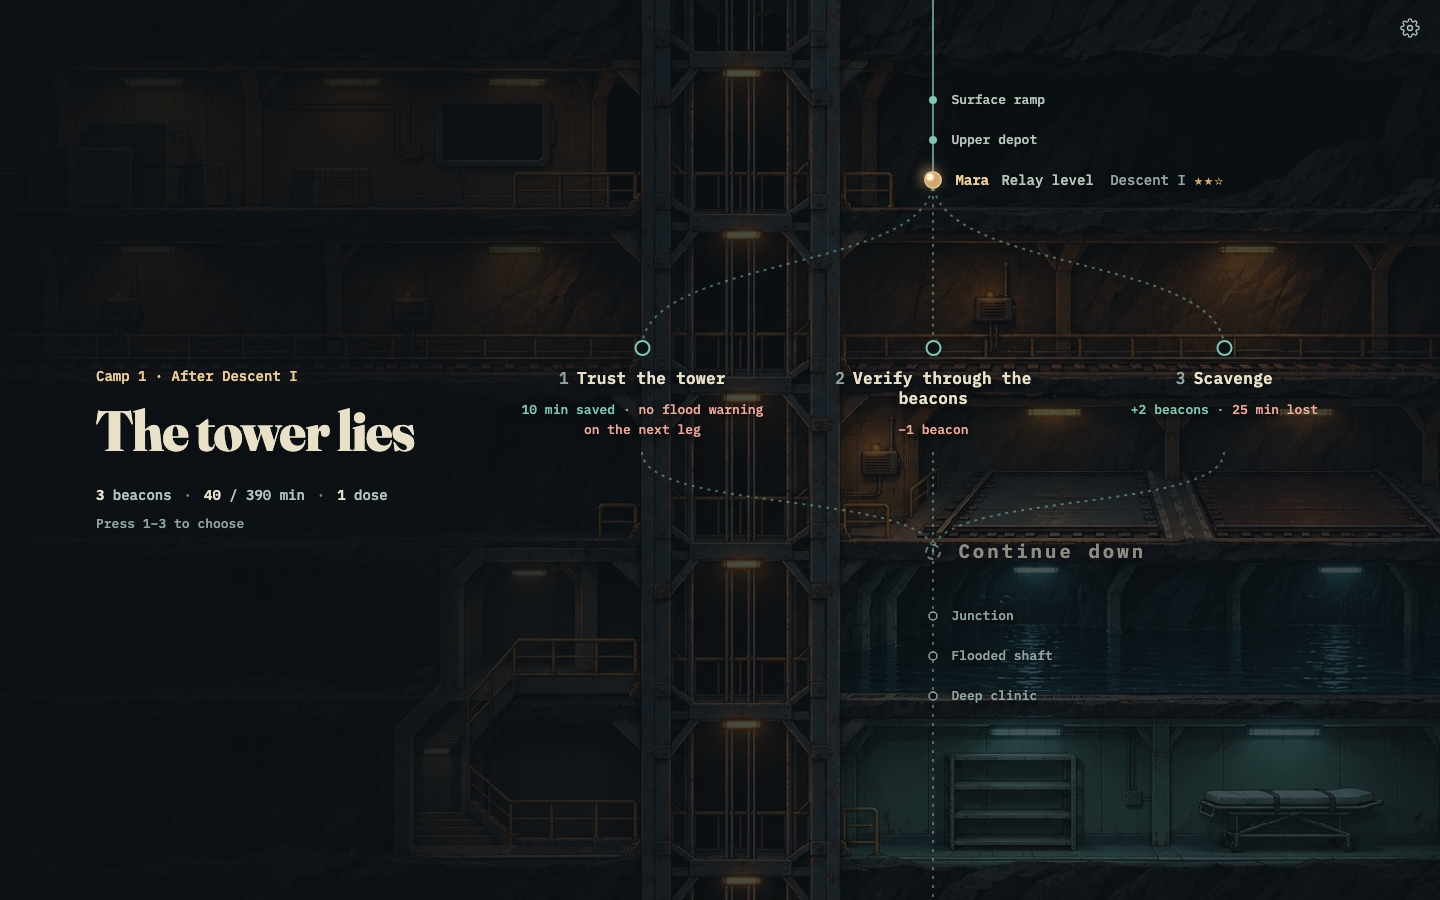 Surface ramp
Upper depot
Mara Relay level Descent I ★★☆
Camp 1 · After Descent I
The tower lies
3 beacons · 40 / 390 min · 1 dose
Press 1–3 to choose
1 Trust the tower
10 min saved · no flood warning
on the next leg
2 Verify through the
beacons
−1 beacon
3 Scavenge
+2 beacons · 25 min lost
Continue down
Junction
Flooded shaft
Deep clinic